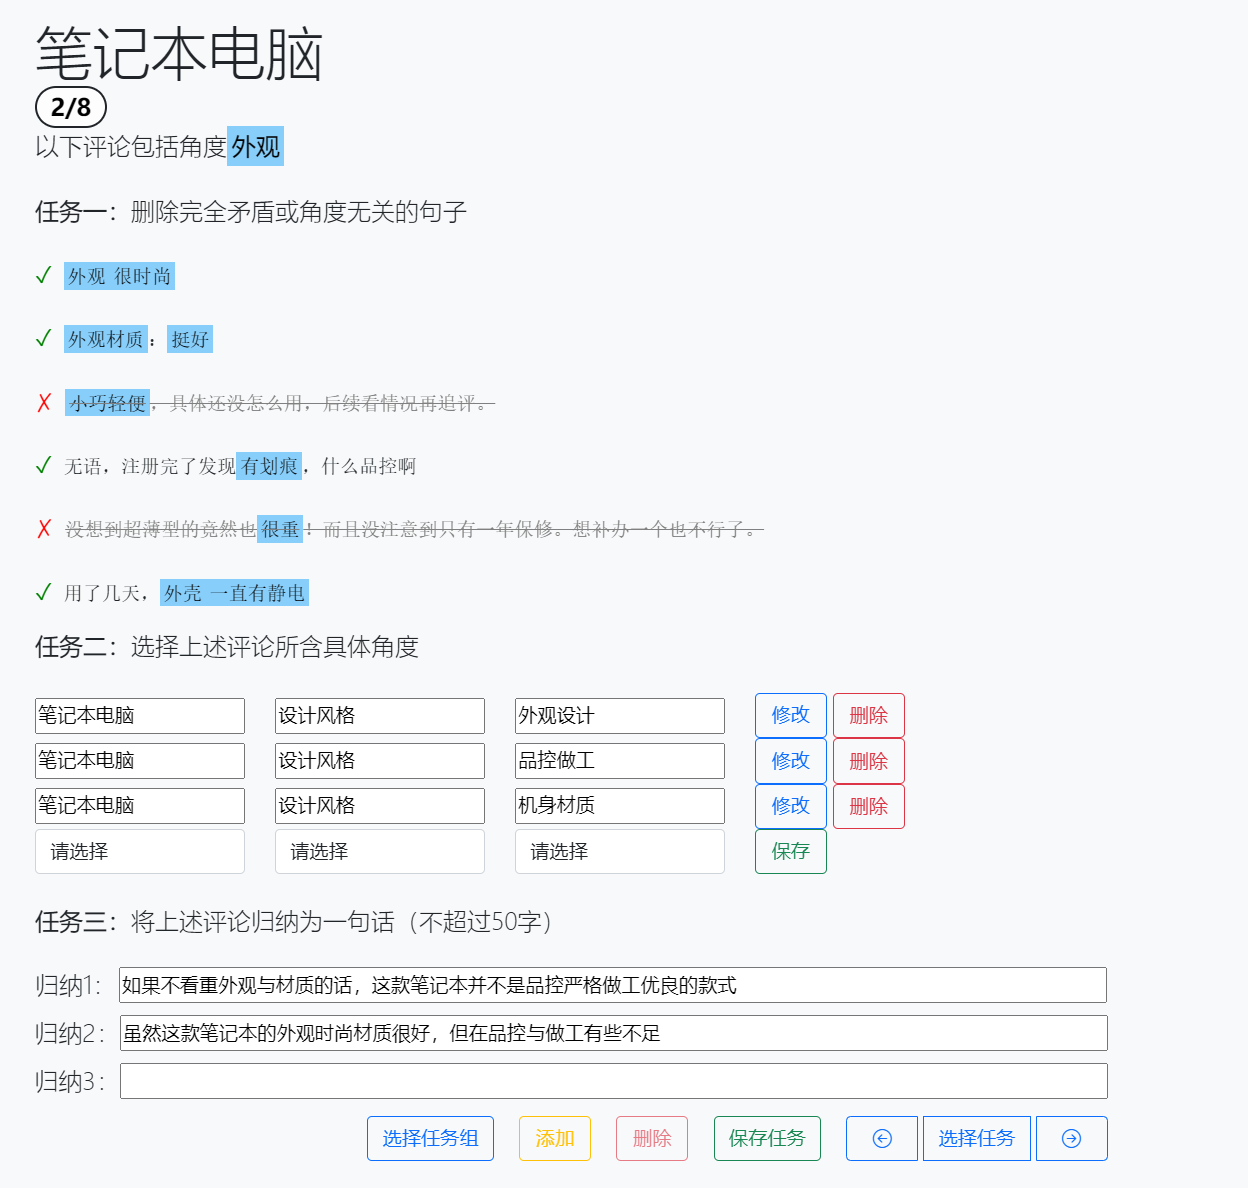 笔记本电脑
2/8
以下评论包括角度 外观
任务一：删除完全矛盾或角度无关的句子
✓ 外观 很时尚
✓ 外观材质：挺好
✗ 小巧轻便，具体还没怎么用，后续看情况再追评。
✓ 无语，注册完了发现有划痕，什么品控啊
✗ 没想到超薄型的竟然也很重！而且没注意到只有一年保修。想补办一个也不行了。
✓ 用了几天，外壳 一直有静电
任务二：选择上述评论所含具体角度
笔记本电脑 设计风格 外观设计 修改 删除
笔记本电脑 设计风格 品控做工 修改 删除
笔记本电脑 设计风格 机身材质 修改 删除
请选择 请选择 请选择 保存
任务三：将上述评论归纳为一句话（不超过50字）
归纳1：如果不看重外观与材质的话，这款笔记本并不是品控严格做工优良的款式
归纳2：虽然这款笔记本的外观时尚材质很好，但在品控与做工有些不足
归纳3：
选择任务组 添加 删除 保存任务 选择任务